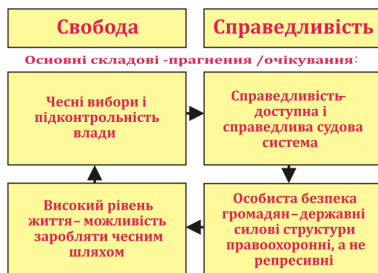 Свобода
Справедливість
Основні складові -прагнення /очікування:
Чесні вибори і
підконтрольність
влади
Справедливість-
доступна і
справедлива судова
система
Високий рівень
життя– можливість
заробляти чесним
шляхом
Особиста безпека
громадян– державні
силові структури
правоохоронні, а не
репресивні